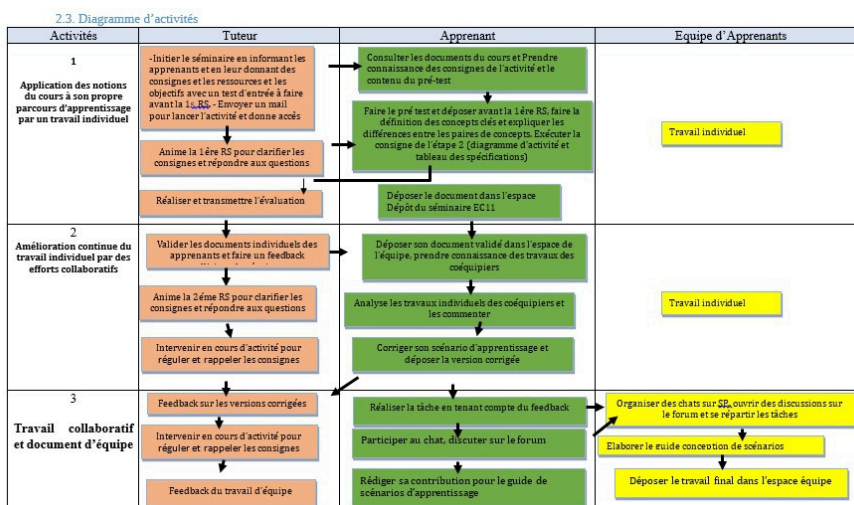 2.3. Diagramme d'activités
Activités
Tuteur
Apprenant
Equipe d'Apprenants
1
Application des notions
du cours à son propre
parcours d'apprentissage
par un travail individuel
-Initier le séminaire en informant les
apprenants et en leur donnant des
consignes et les ressources et les
objectifs avec un test d'entrée à faire
avant la RS - Envoyer un mail
pour lancer l'activité et donne accès
Anime la 1ère RS pour clarifier les
consignes et répondre aux questions
Réaliser et transmettre l'évaluation
Consulter les documents du cours et Prendre
connaissance des consignes de l'activité et le
contenu du pré-test
Faire le pré test et déposer avant la 1ère RS, faire la
définition des concepts clés et expliquer les
différences entre les paires de concepts. Exécuter la
consigne de l'étape 2 (diagramme d'activité et
tableau des spécifications)
Déposer le document dans l'espace
Dépôt du séminaire EC11
Travail individuel
2
Amélioration continue du
travail individuel par des
efforts collaboratifs
Valider les documents individuels des
apprenants et faire un feedback
Anime la 2éme RS pour clarifier les
consignes et répondre aux questions
Intervenir en cours d'activité pour
réguler et rappeler les consignes
Déposer son document validé dans l'espace de
l'équipe, prendre connaissance des travaux des
coéquipiers
Analyse les travaux individuels des coéquipiers et
les commenter
Corriger son scénario d'apprentissage et
déposer la version corrigée
Travail individuel
3
Travail collaboratif
et document d'équipe
Feedback sur les versions corrigées
Intervenir en cours d'activité pour
réguler et rappeler les consignes
Feedback du travail d'équipe
Réaliser la tâche en tenant compte du feedback
Participer au chat, discuter sur le forum
Rédiger sa contribution pour le guide de
scénarios d'apprentissage
Organiser des chats sur ouvrir des discussions sur
le forum et se répartir les tâches
Elaborer le guide conception de scénarios
Déposer le travail final dans l'espace équipe